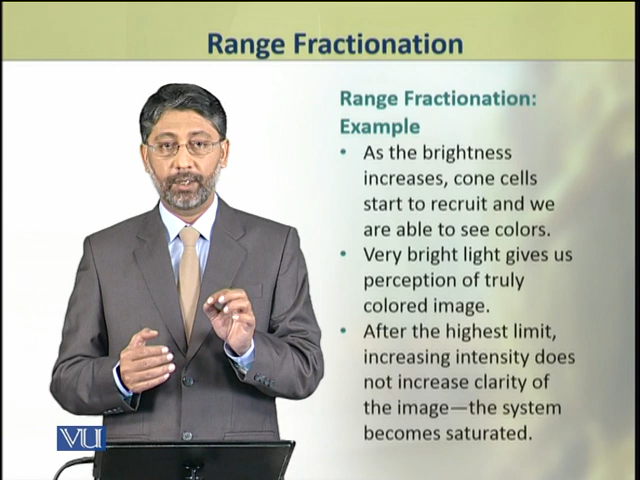 Range Fractionation
Range Fractionation:
Example
• As the brightness
increases, cone cells
start to recruit and we
are able to see colors.
• Very bright light gives us
perception of truly
colored image.
• After the highest limit,
increasing intensity does
not increase clarity of
the image—the system
becomes saturated.
VU